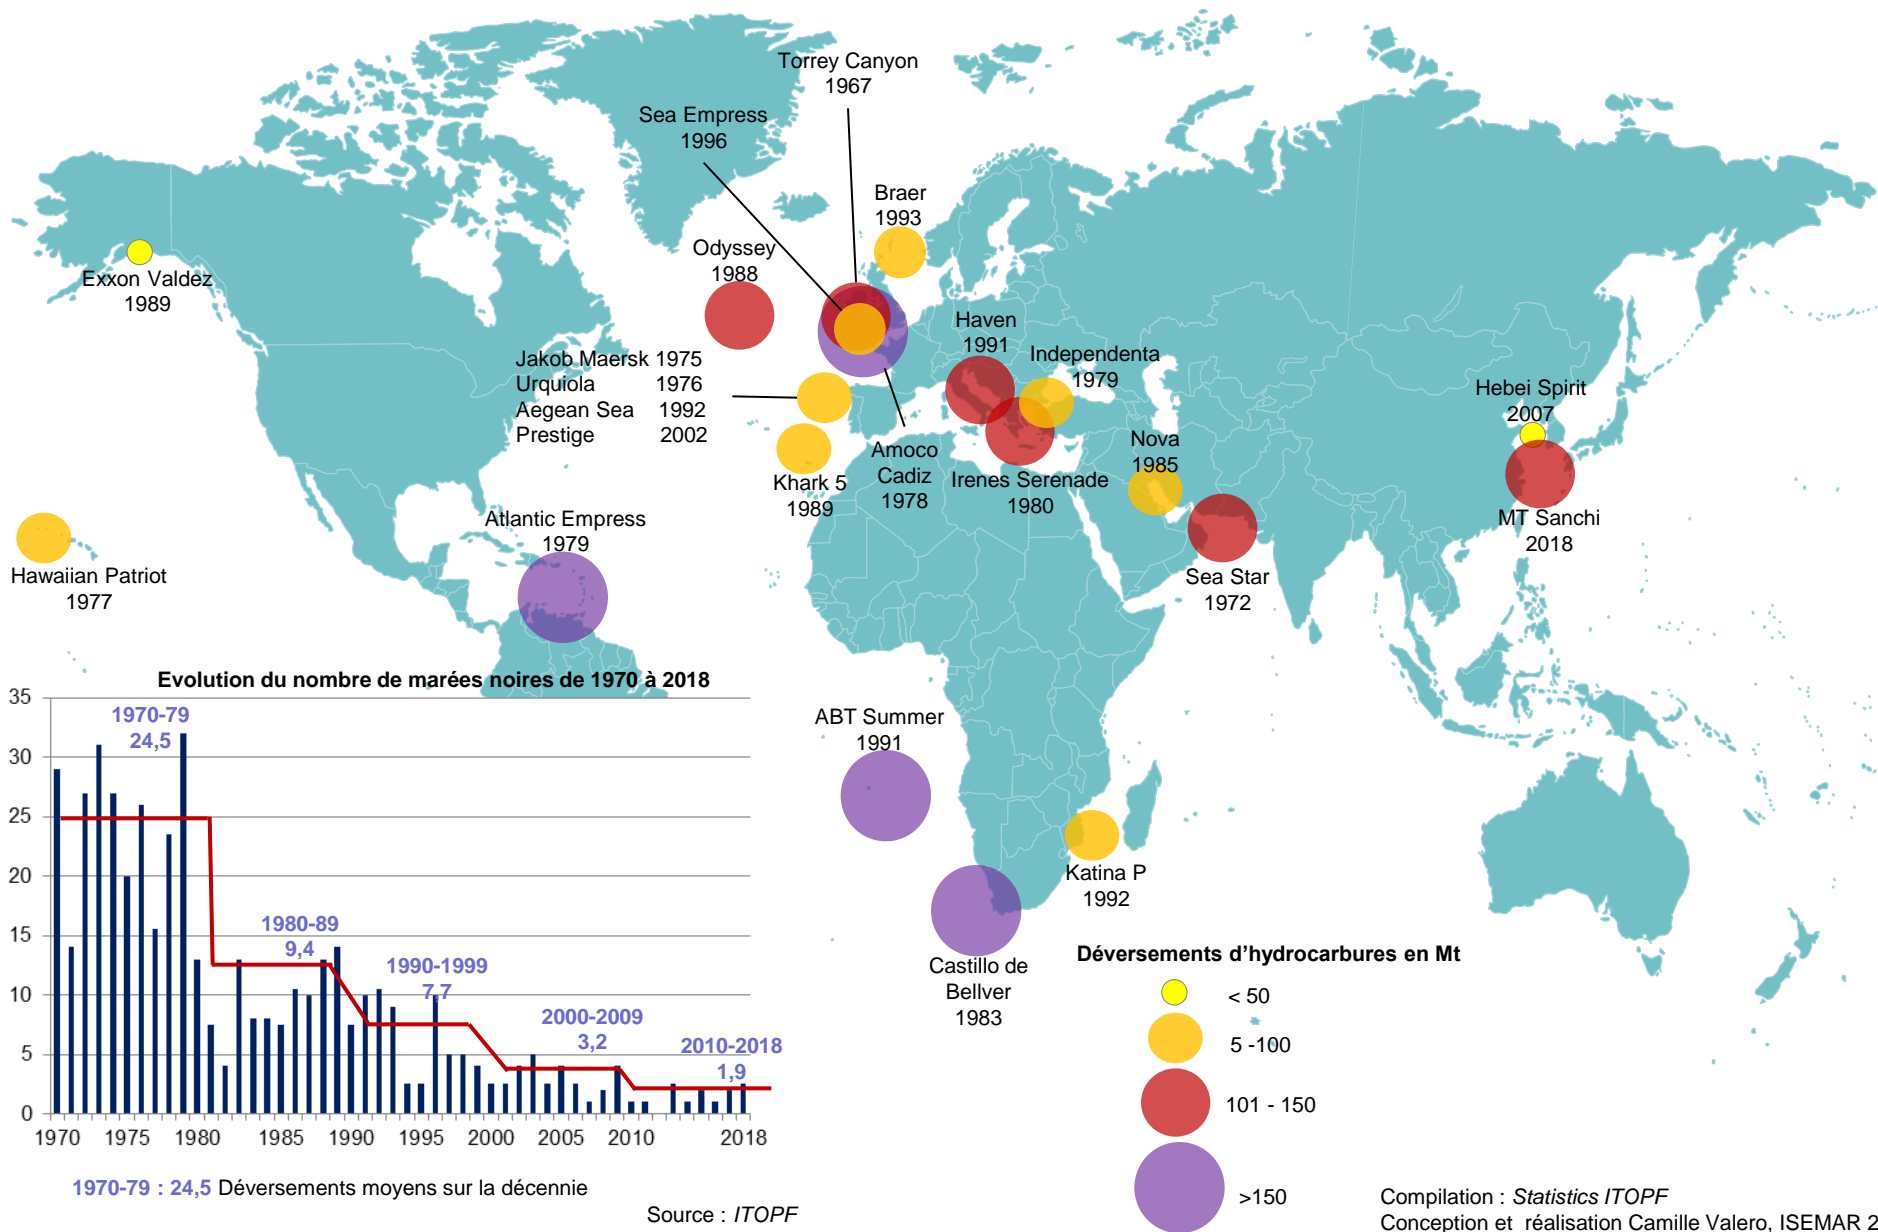 Torrey Canyon
1967
Sea Empress
1996
Braer
1993
Odyssey
1988
Exxon Valdez
1989
Haven
1991
Independenta
1979
Jakob Maersk 1975
Urquiola 1976
Aegean Sea 1992
Prestige 2002
Hebei Spirit
2007
Nova
1985
Amoco
Cadiz
1978
Khark 5
1989
Irenes Serenade
1980
MT Sanchi
2018
Atlantic Empress
1979
Hawaiian Patriot
1977
Sea Star
1972
ABT Summer
1991
Katina P
1992
Castillo de
Bellver
1983
Evolution du nombre de marées noires de 1970 à 2018
35
30
25
20
15
10
5
0
1970-79
24,5
1980-89
9,4
1990-1999
7,7
2000-2009
3,2
2010-2018
1,9
1970 1975 1980 1985 1990 1995 2000 2005 2010 2018
1970-79 : 24,5 Déversements moyens sur la décennie
Source : ITOPF
Déversements d’hydrocarbures en Mt
< 50
5 -100
101 - 150
>150
Compilation : Statistics ITOPF
Conception et réalisation Camille Valero, ISEMAR 2